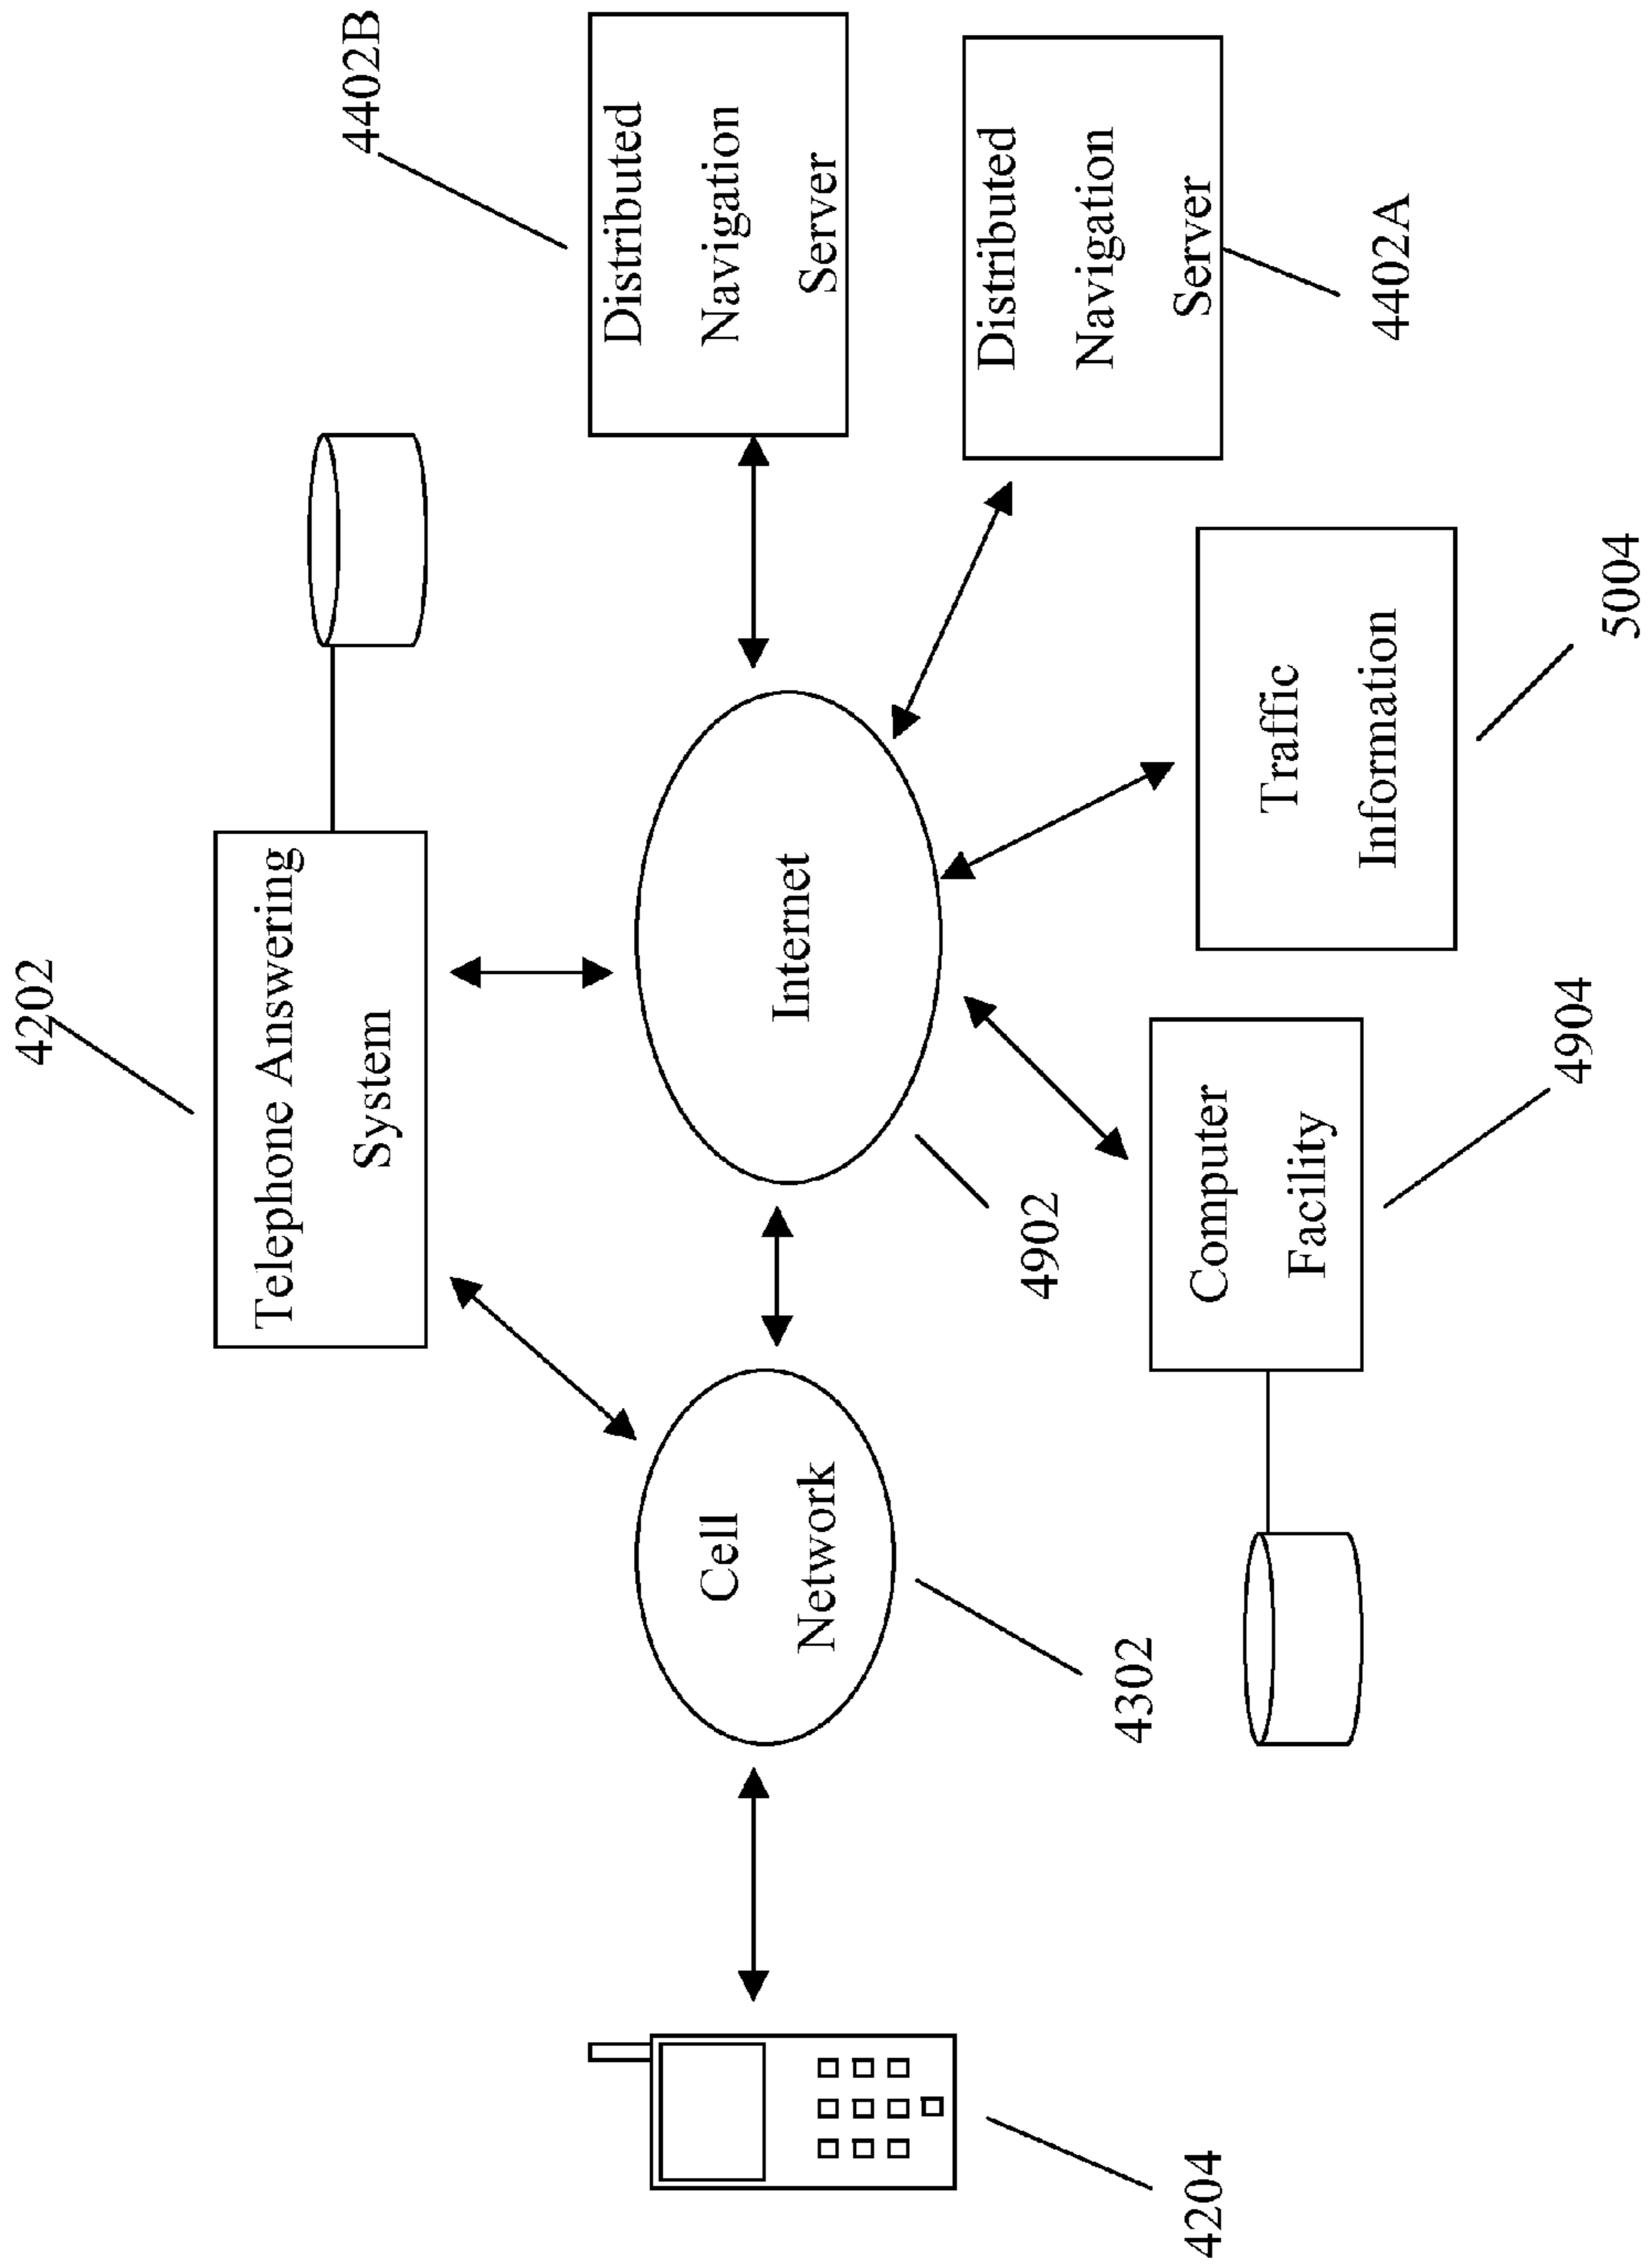 4202
Telephone Answering
System
4402B
Distributed
Navigation
Server
Cell
Network
Internet
Distributed
Navigation
Server
4902
4302
4204
Computer
Facility
Traffic
Information
4402A
4904
5004